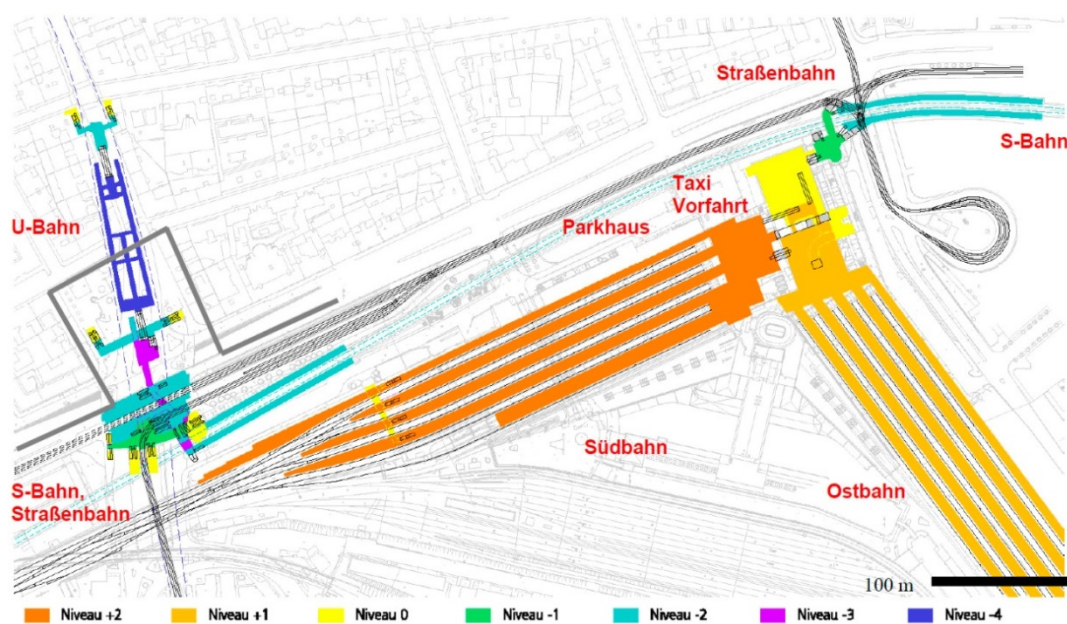 Straßenbahn
S-Bahn
U-Bahn
Taxi
Vorfahrt
Parkhaus
Südbahn
S-Bahn,
Straßenbahn
Ostbahn
100 m
Niveau +2
Niveau +1
Niveau 0
Niveau -1
Niveau -2
Niveau -3
Niveau -4